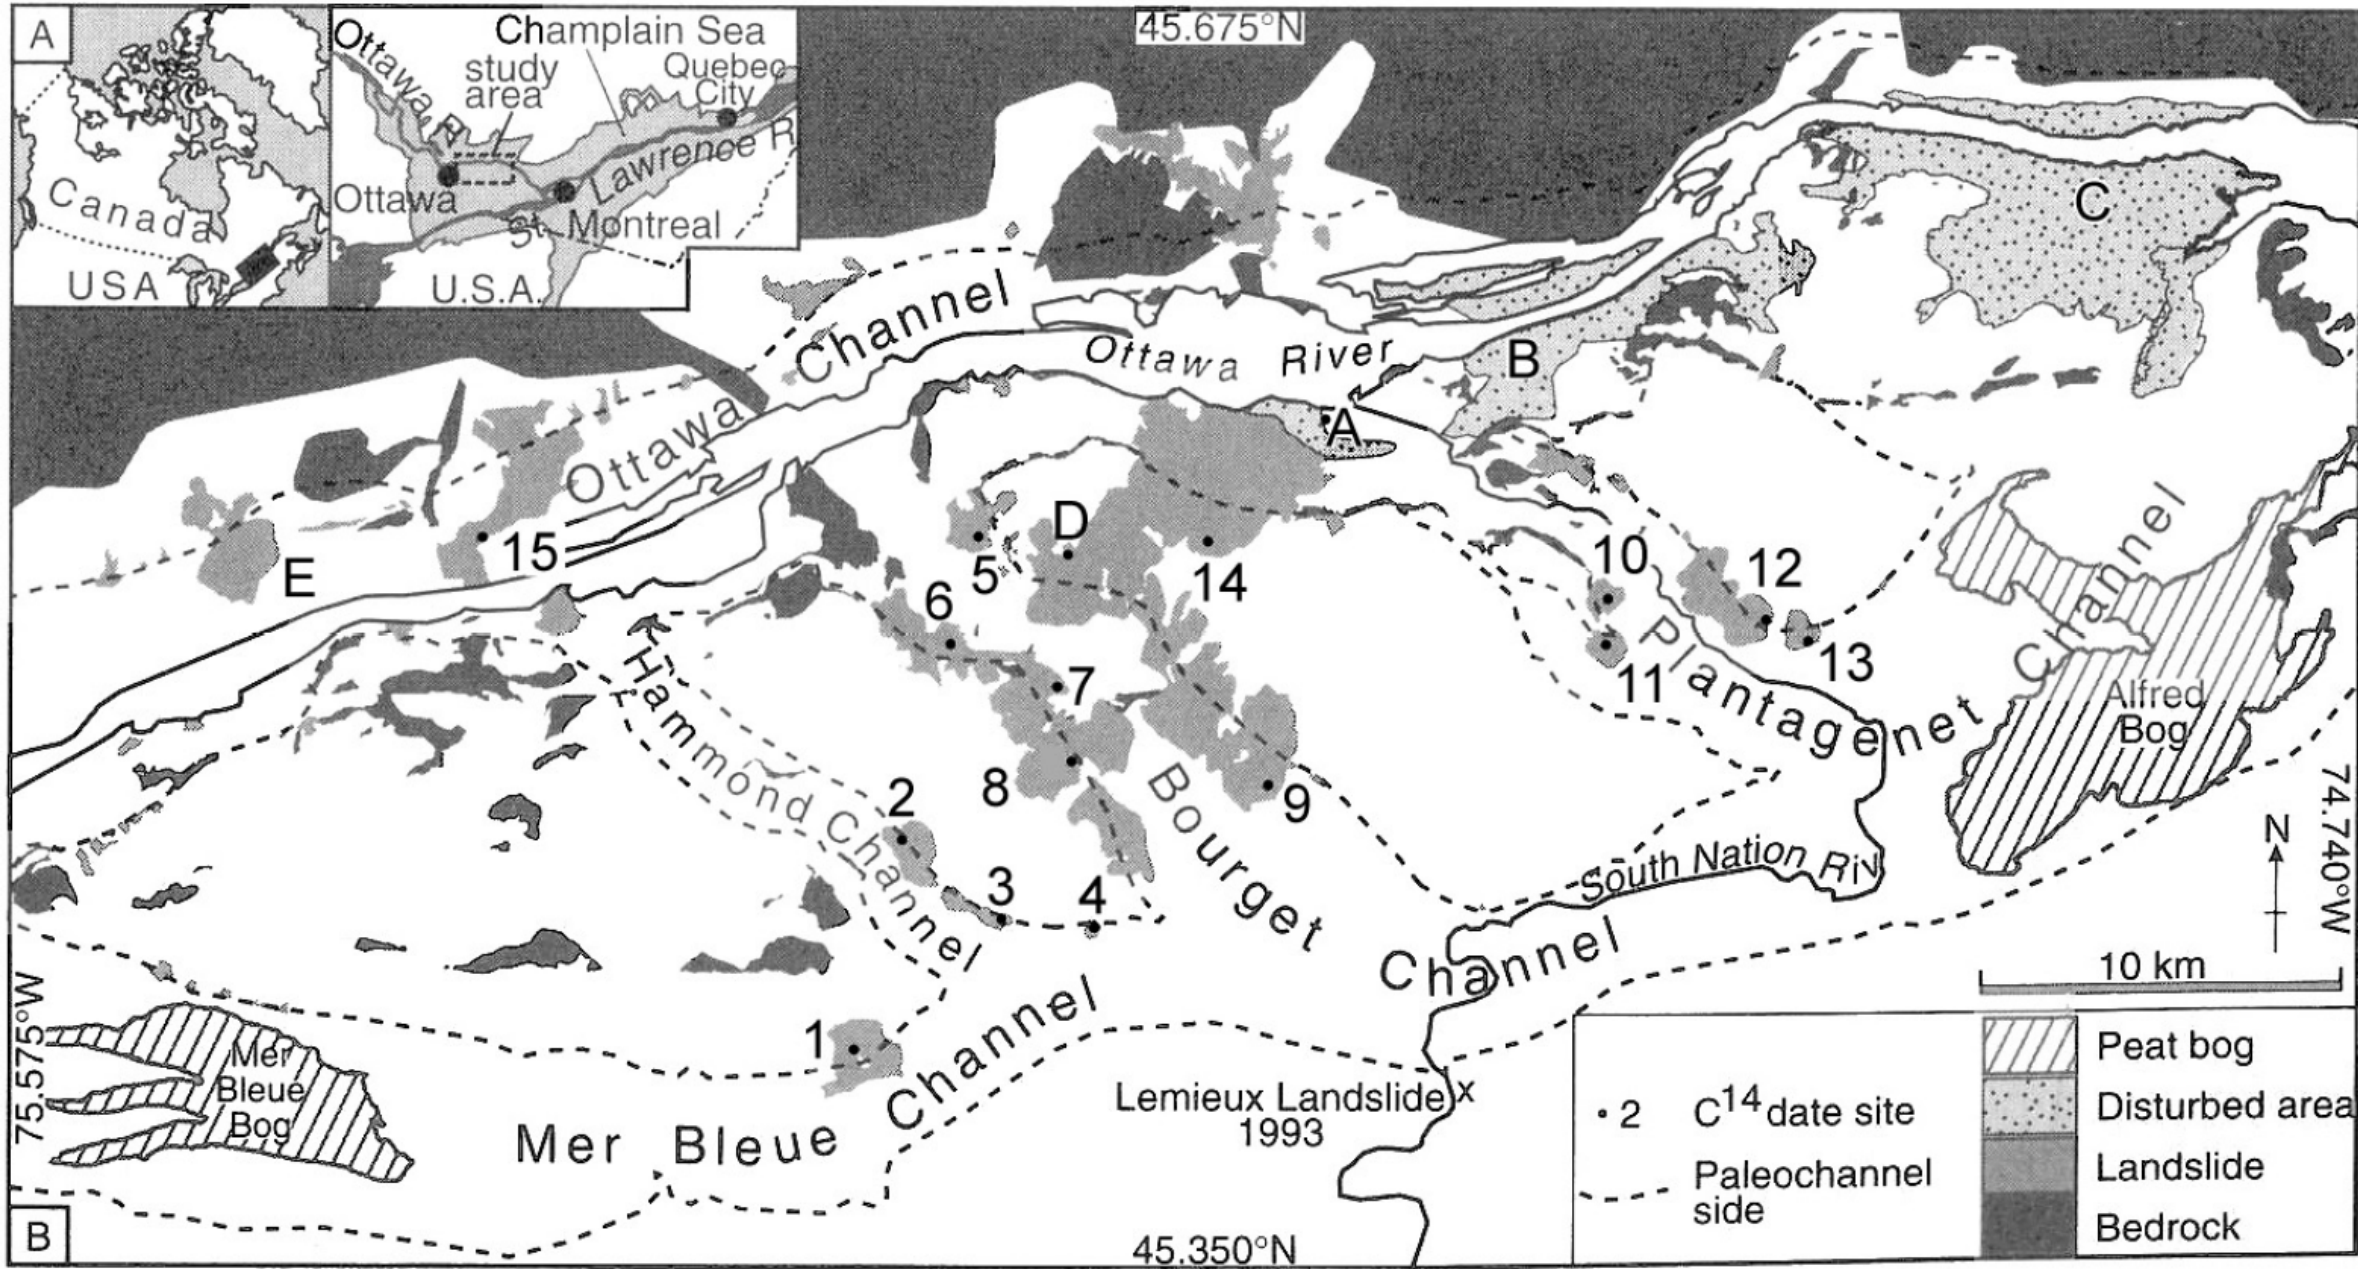 A
Canada
USA
Ottawa R
Champlain Sea
study
area
Quebec
City
Ottawa
St. Lawrence R
Montreal
U.S.A.
45.675°N
Ottawa Channel
Ottawa River
A
B
C
D
E
15
5
14
6
7
8
9
10
11
12
13
2
3
4
1
Hammond Channel
Bourget Channel
Plantagenet Channel
Alfred
Bog
South Nation Riv
74.740°W
75.575°W
N
10 km
Mer
Bleue
Bog
Mer Bleue Channel
Lemieux Landslide x
1993
45.350°N
B
• 2 C14 date site
Paleochannel
side
Peat bog
Disturbed area
Landslide
Bedrock